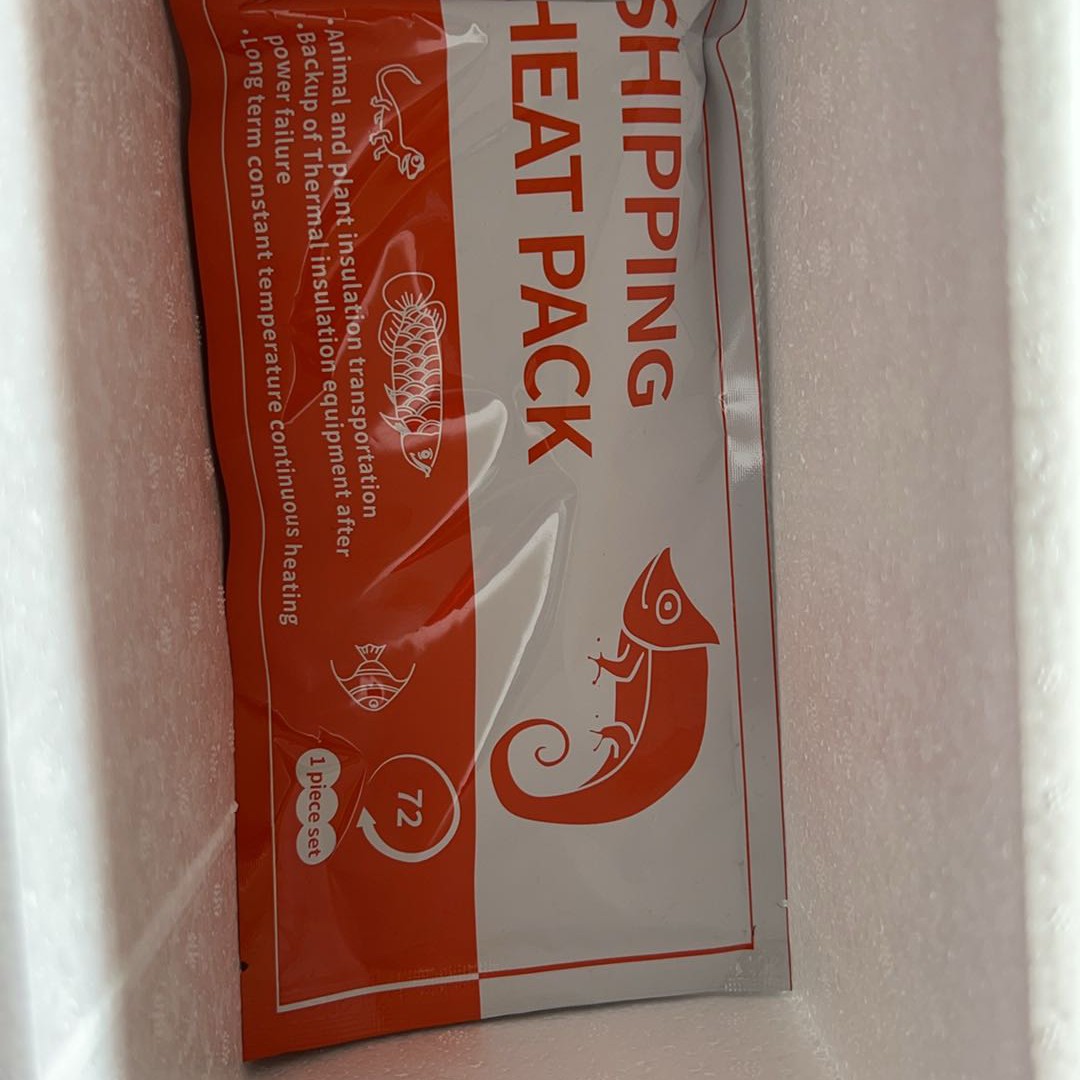 SHIPPING
HEAT PACK
•Animal and plant insulation transportation
•Backup of Thermal insulation equipment after
power failure
•Long term constant temperature continuous heating
72
1 piece set